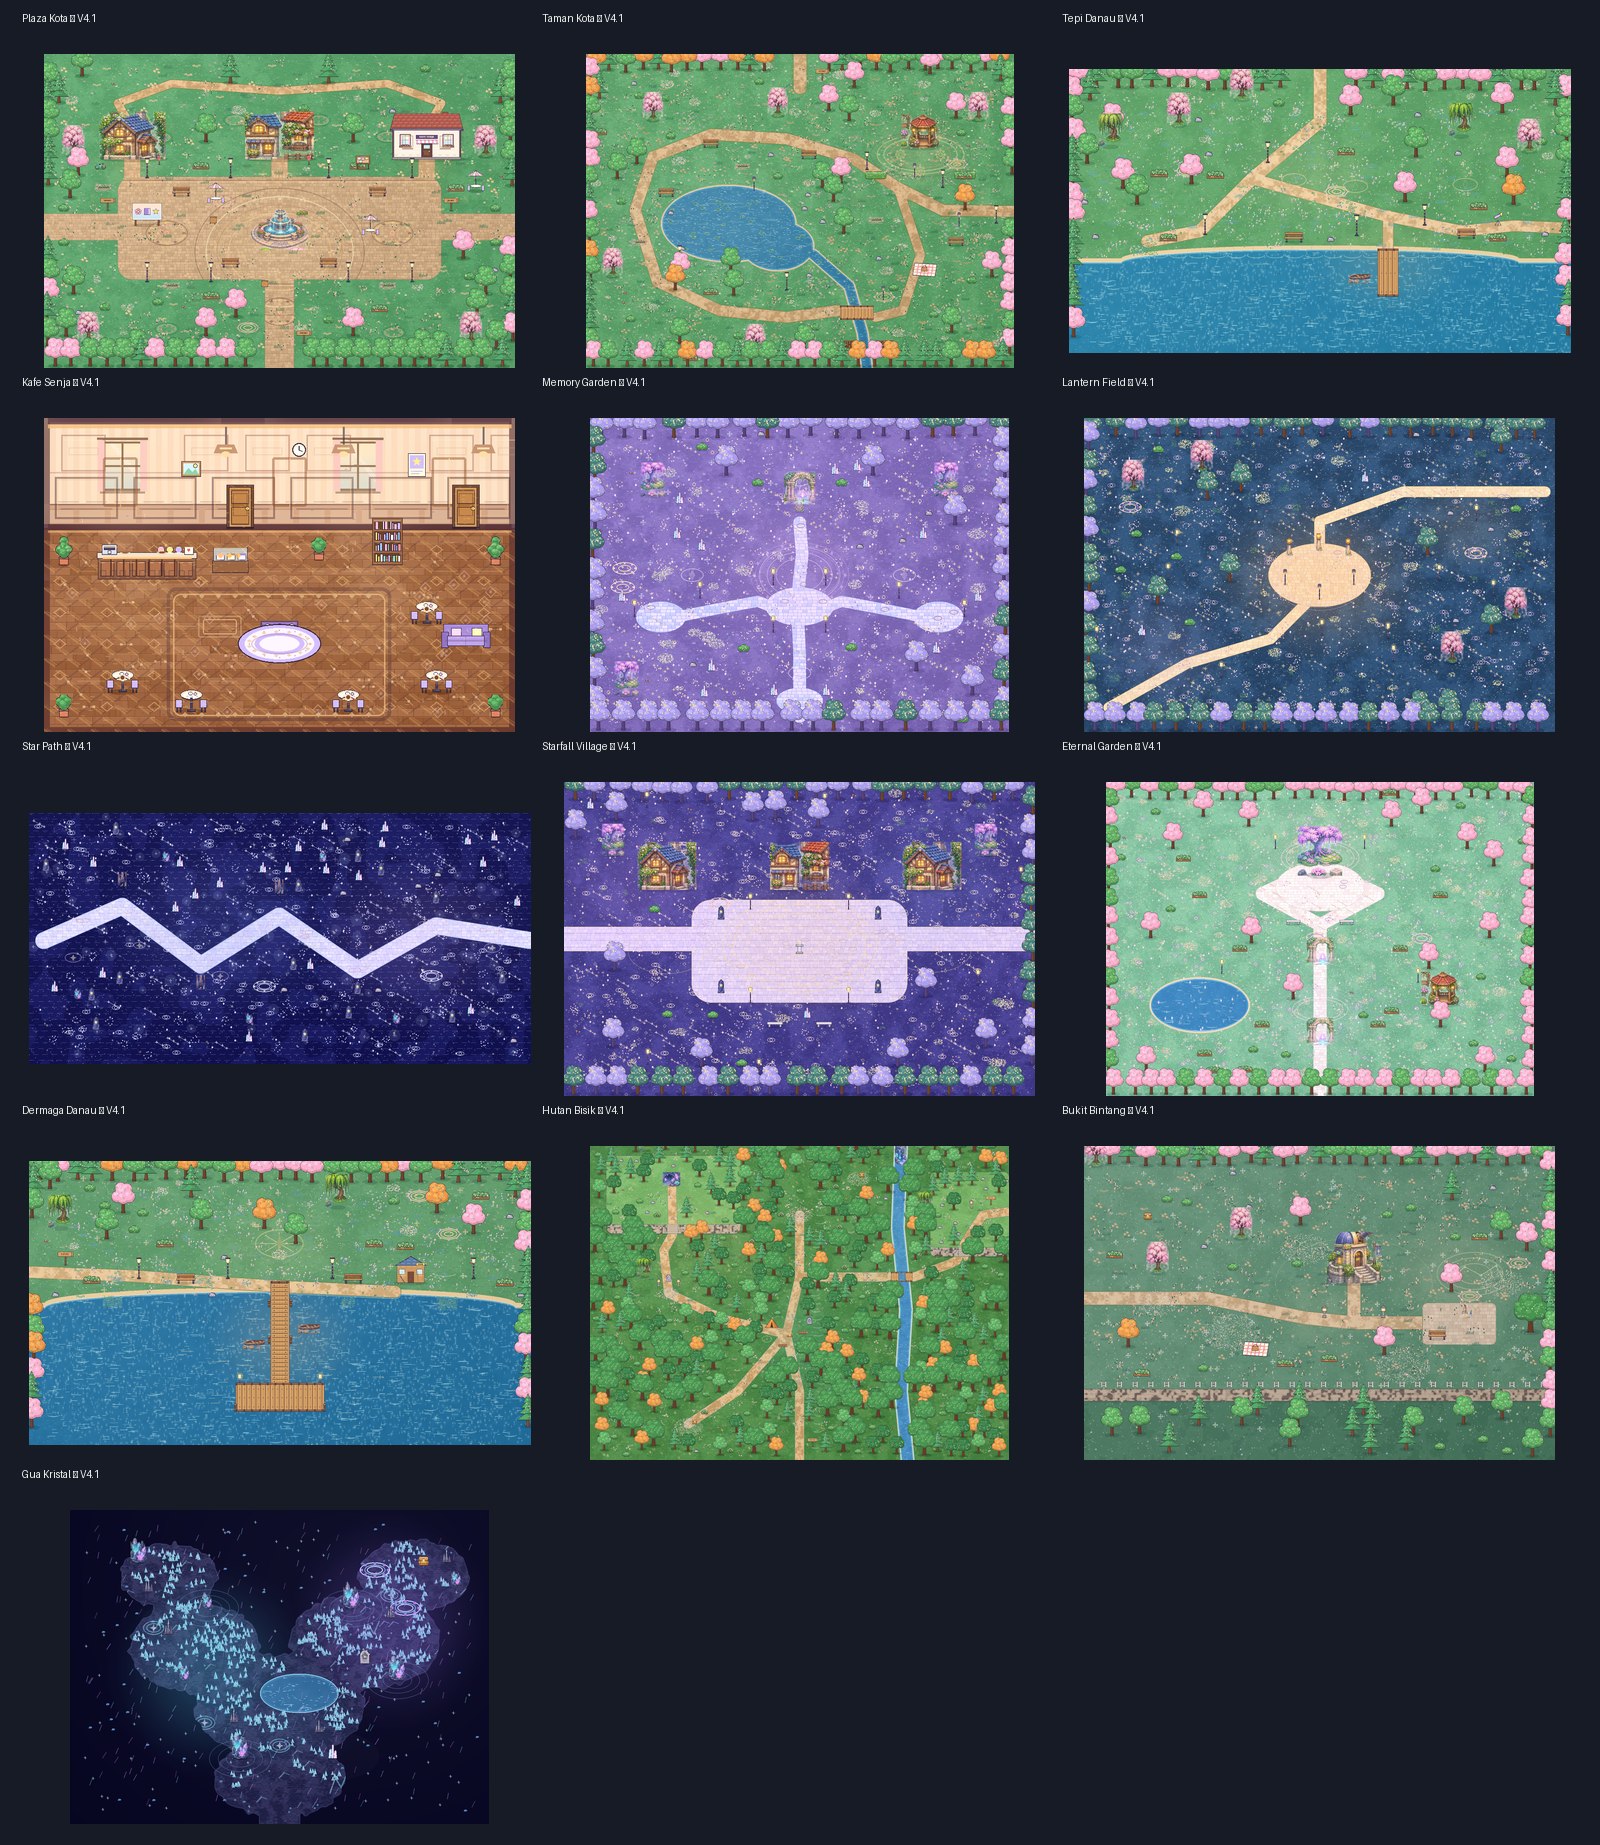 Plaza Kota □ V4.1
Taman Kota □ V4.1
Tepi Danau □ V4.1
Kafe Senja □ V4.1
Memory Garden □ V4.1
Lantern Field □ V4.1
Star Path □ V4.1
Starfall Village □ V4.1
Eternal Garden □ V4.1
Dermaga Danau □ V4.1
Hutan Bisik □ V4.1
Bukit Bintang □ V4.1
Gua Kristal □ V4.1